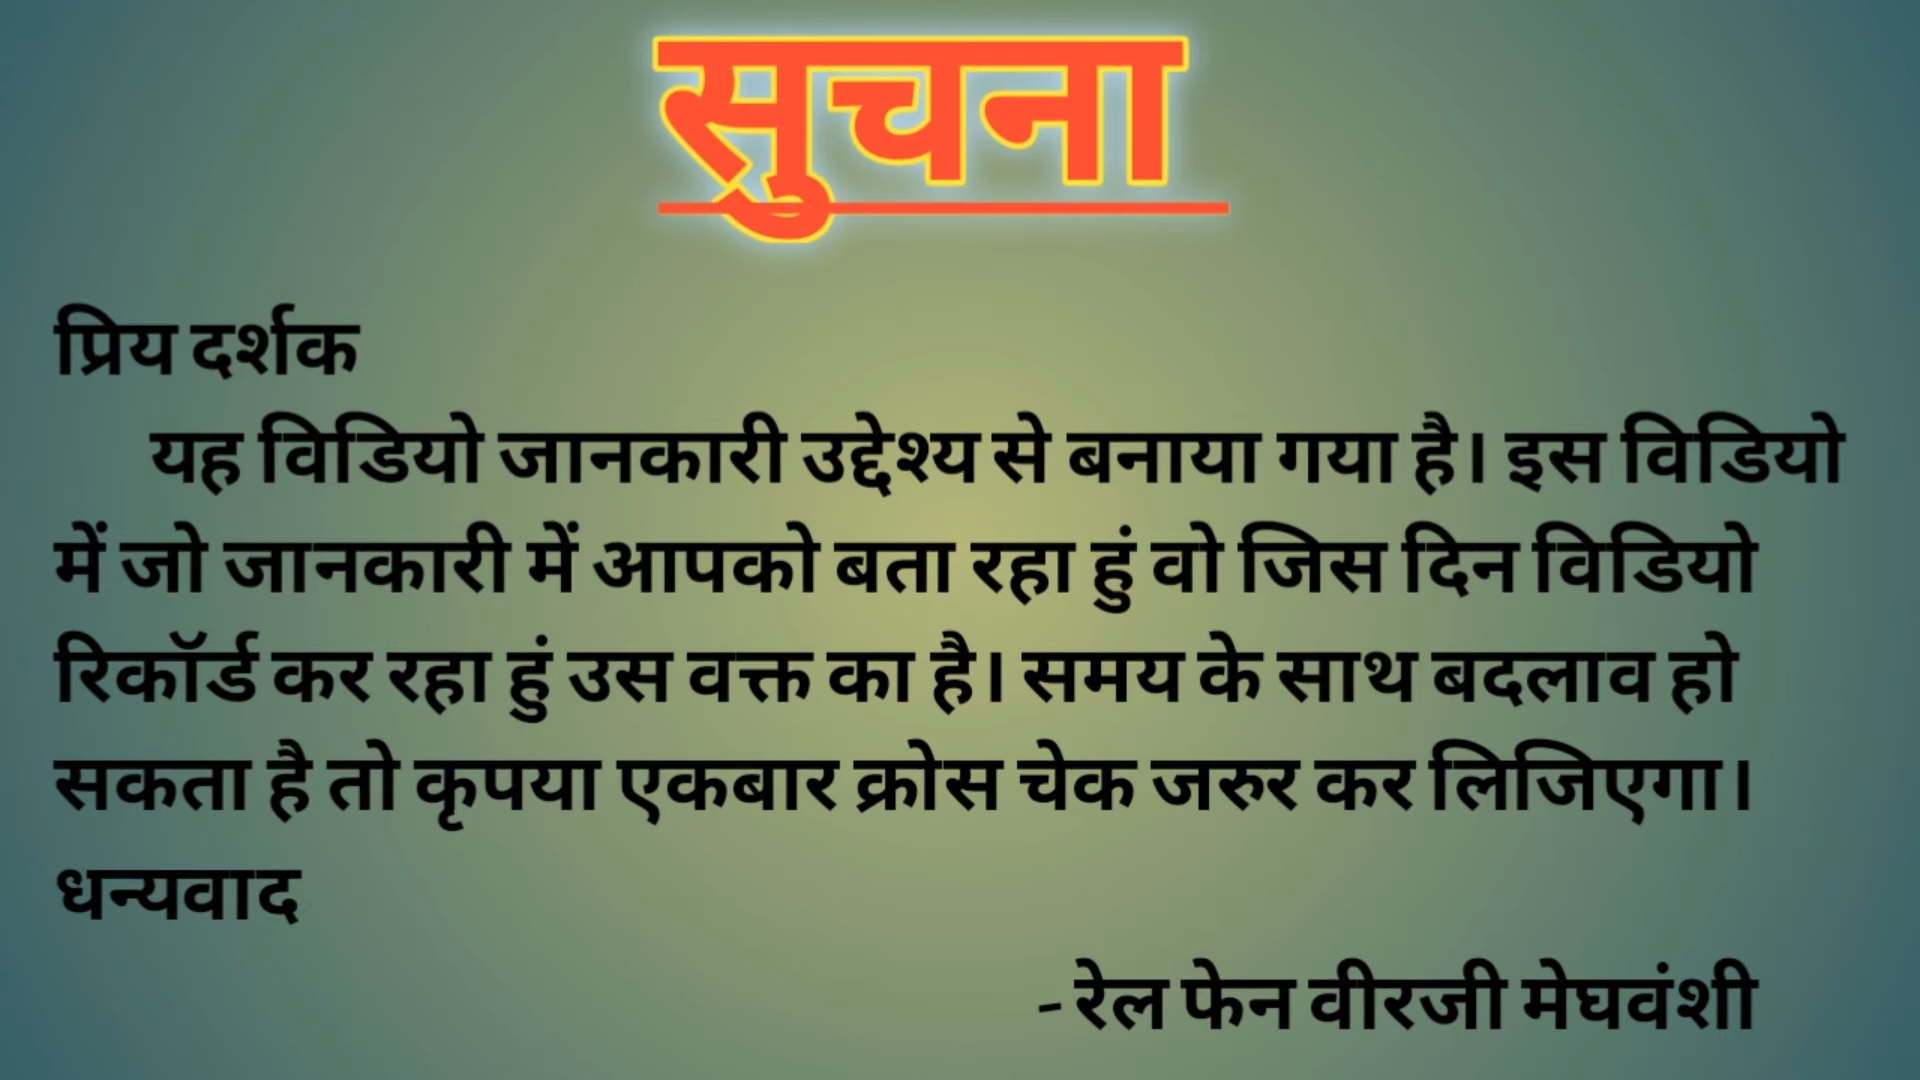 सुचना
प्रिय दर्शक
यह विडियो जानकारी उद्देश्य से बनाया गया है। इस विडियो
में जो जानकारी में आपको बता रहा हुं वो जिस दिन विडियो
रिकॉर्ड कर रहा हुं उस वक्त का है। समय के साथ बदलाव हो
सकता है तो कृपया एकबार क्रोस चेक जरुर कर लिजिएगा।
धन्यवाद
- रेल फेन वीरजी मेघवंशी